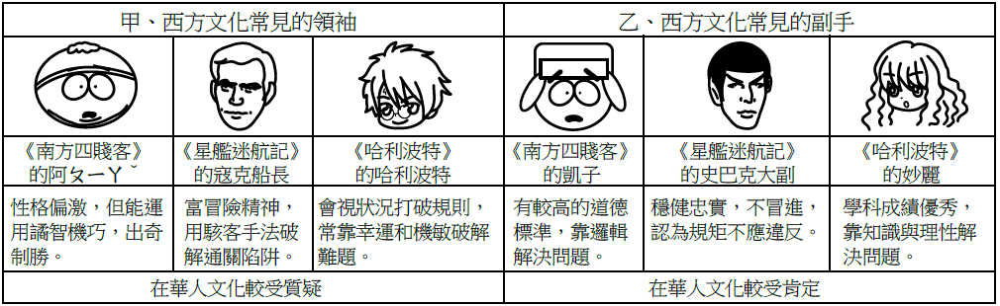 甲、西方文化常見的領袖
乙、西方文化常見的副手
《南方四賤客》
的阿ㄆㄧㄚˇ
《星艦迷航記》
的寇克船長
《哈利波特》
的哈利波特
《南方四賤客》
的凱子
《星艦迷航記》
的史巴克大副
《哈利波特》
的妙麗
性格偏激，但能運
用譎智機巧，出奇
制勝。
富冒險精神，
用駭客手法破
解通關陷阱。
會視狀況打破規則，
常靠幸運和機敏破解
難題。
有較高的道德
標準，靠邏輯
解決問題。
穩健忠實，不冒進，
認為規矩不應違反。
學科成績優秀，
靠知識與理性解
決問題。
在華人文化較受質疑
在華人文化較受肯定